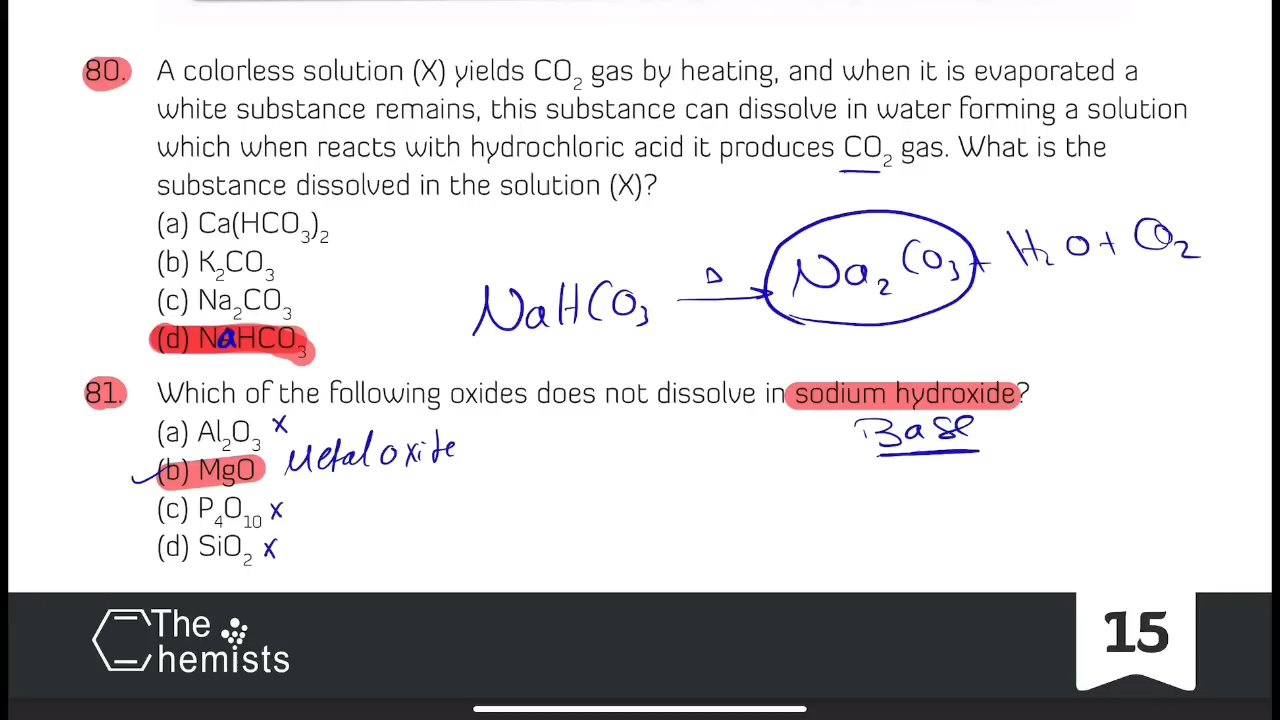 80. A colorless solution (X) yields CO₂ gas by heating, and when it is evaporated a
white substance remains, this substance can dissolve in water forming a solution
which when reacts with hydrochloric acid it produces CO₂ gas. What is the
substance dissolved in the solution (X)?
(a) Ca(HCO₃)₂
(b) K₂CO₃
(c) Na₂CO₃
(d) NaHCO₃
NaHCO₃ —Δ→ Na₂CO₃ + H₂O + CO₂
81. Which of the following oxides does not dissolve in sodium hydroxide?
Base
(a) Al₂O₃ x
(b) MgO Metal oxite
(c) P₄O₁₀ x
(d) SiO₂ x
The
Chemists
15